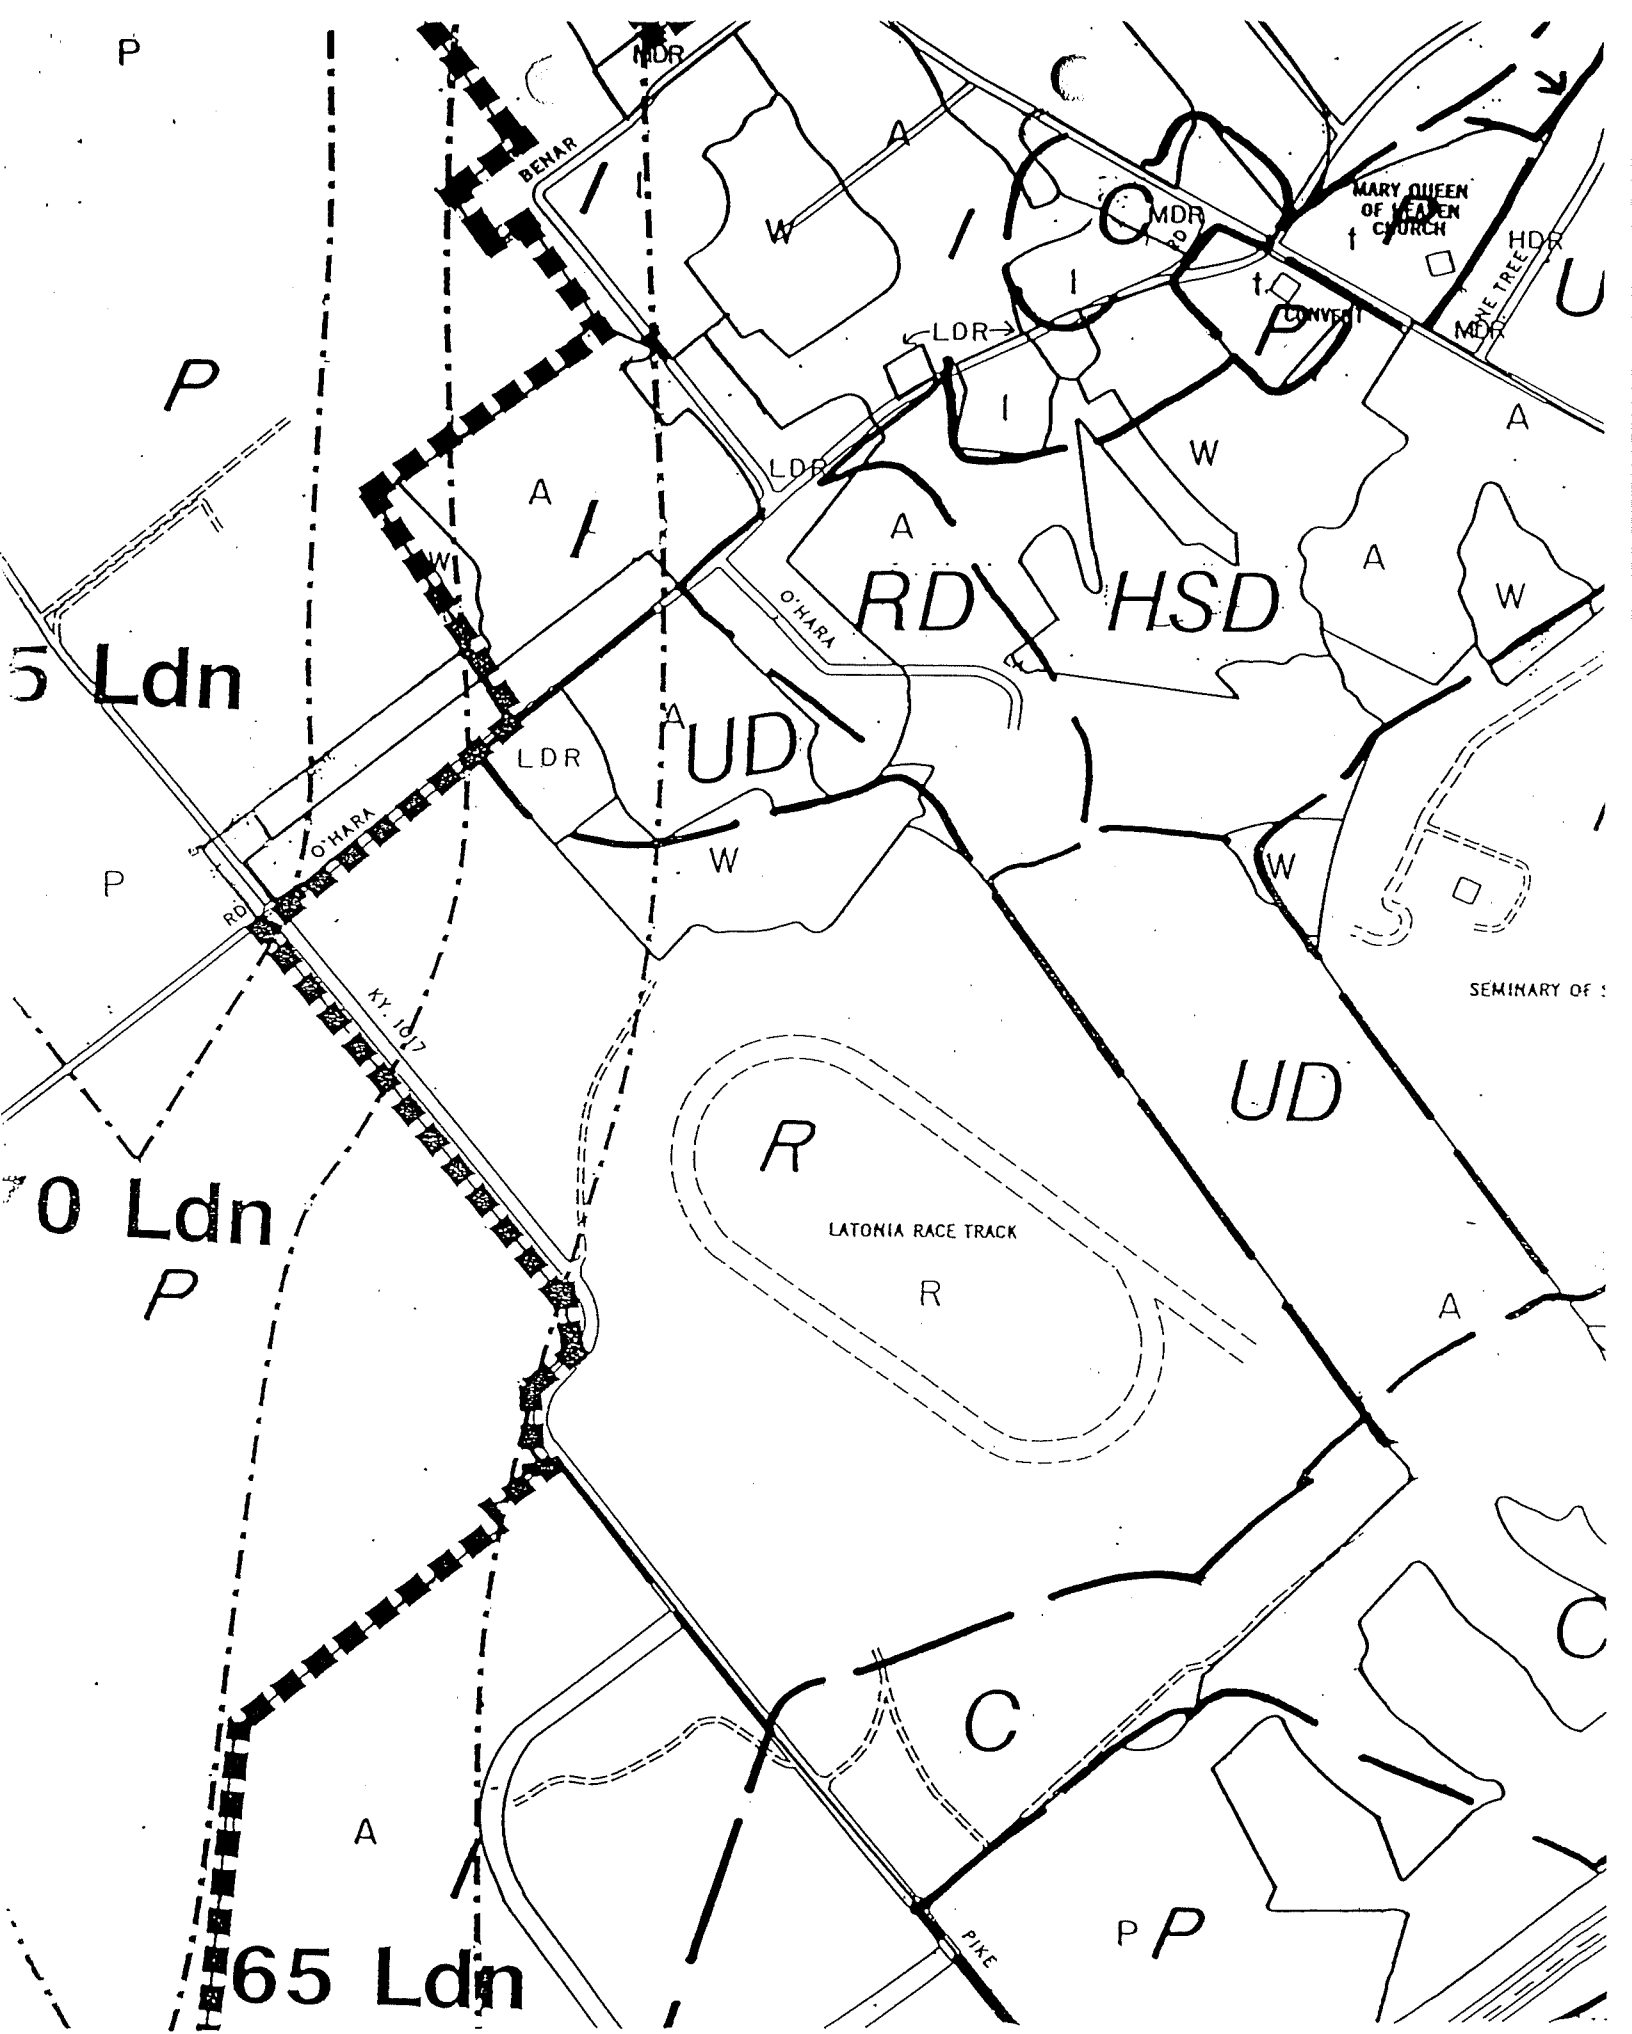 P
MDR
BENAR
A
I
W
C
MDR
RD
MARY QUEEN
OF HEAVEN
CHURCH
P
t
HDR
U
I
I
t
CONVENT
P
MDR
LDR→
P
I
A
LDR
W
A
I
W
A
A
W
O'HARA
RD
HSD
5 Ldn
A
UD
LDR
O'HARA
W
W
P
RD
SEMINARY OF S
KY. 1017
UD
R
0 Ldn
LATONIA RACE TRACK
P
R
A
C
C
A
I
P
P
PIKE
65 Ldn